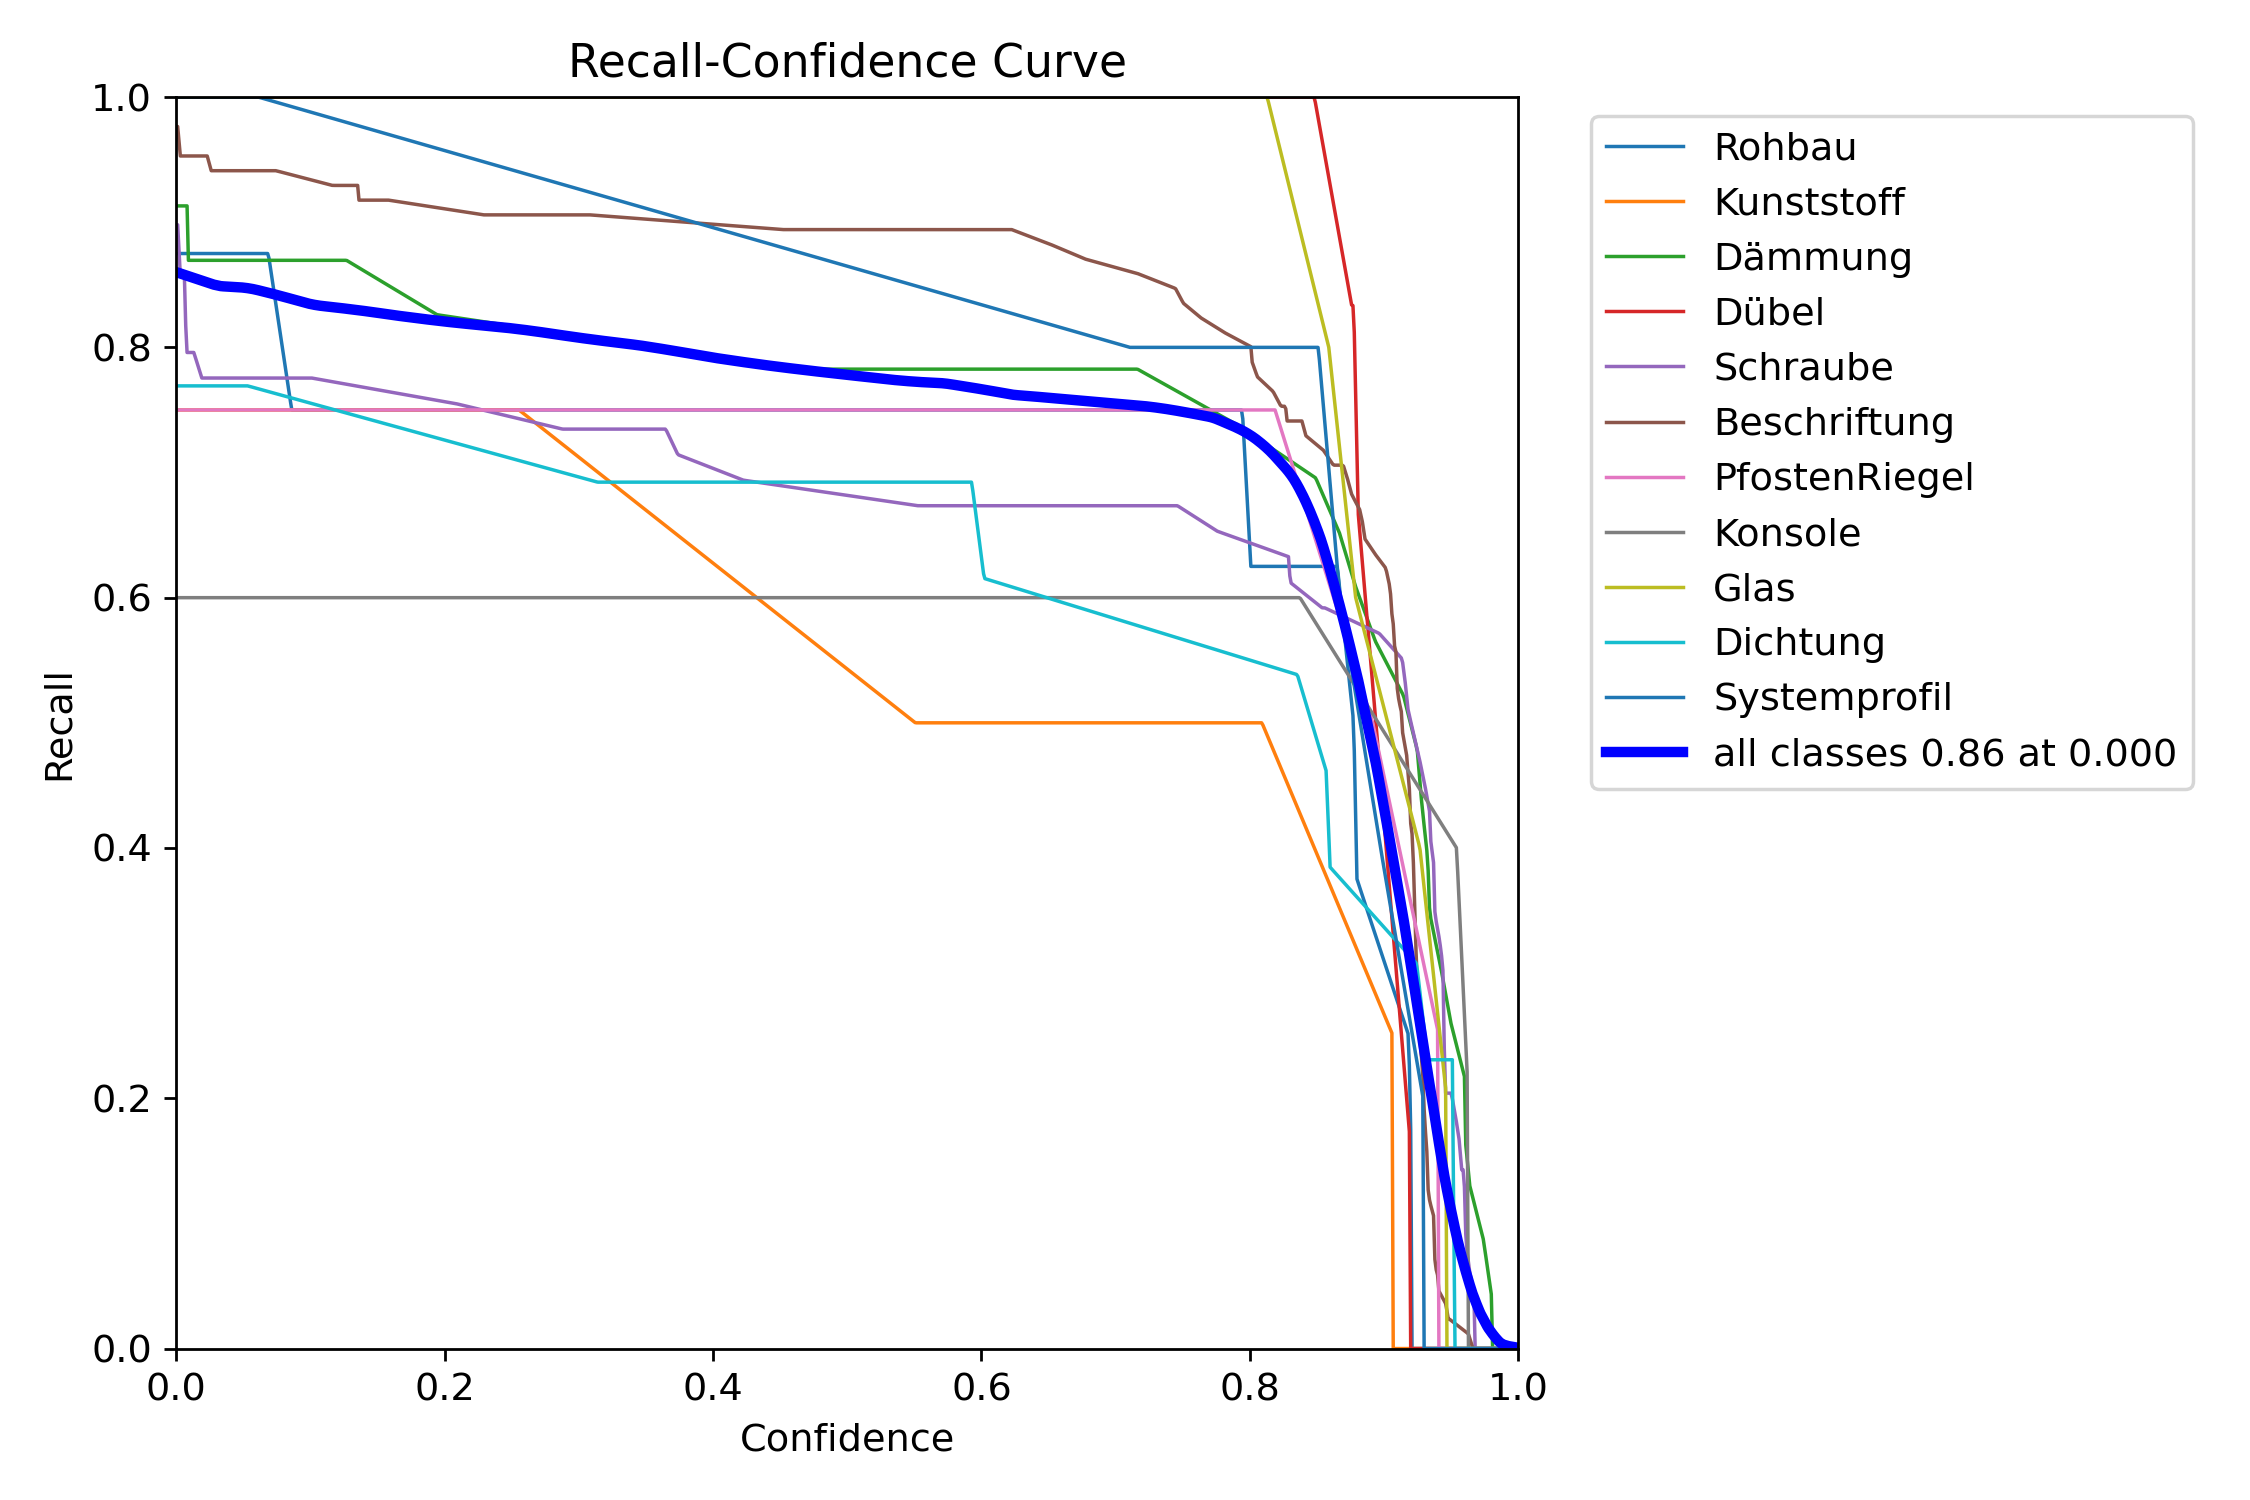 Recall-Confidence Curve
Recall
1.0
0.8
0.6
0.4
0.2
0.0
0.0 0.2 0.4 0.6 0.8 1.0
Confidence
Rohbau
Kunststoff
Dämmung
Dübel
Schraube
Beschriftung
PfostenRiegel
Konsole
Glas
Dichtung
Systemprofil
all classes 0.86 at 0.000